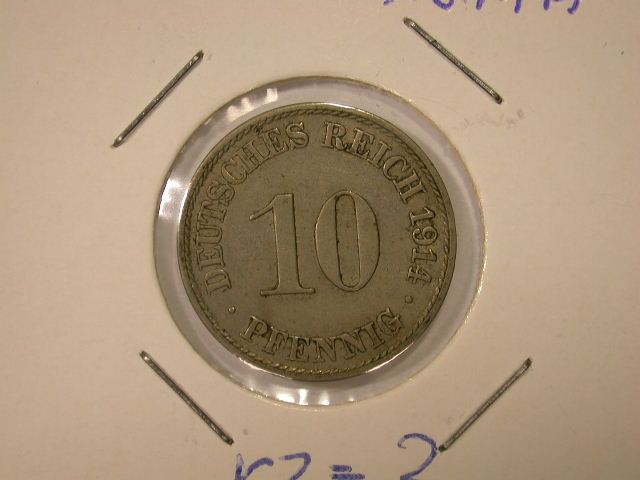 DEUTSCHES REICH 1914
10
· PFENNIG ·